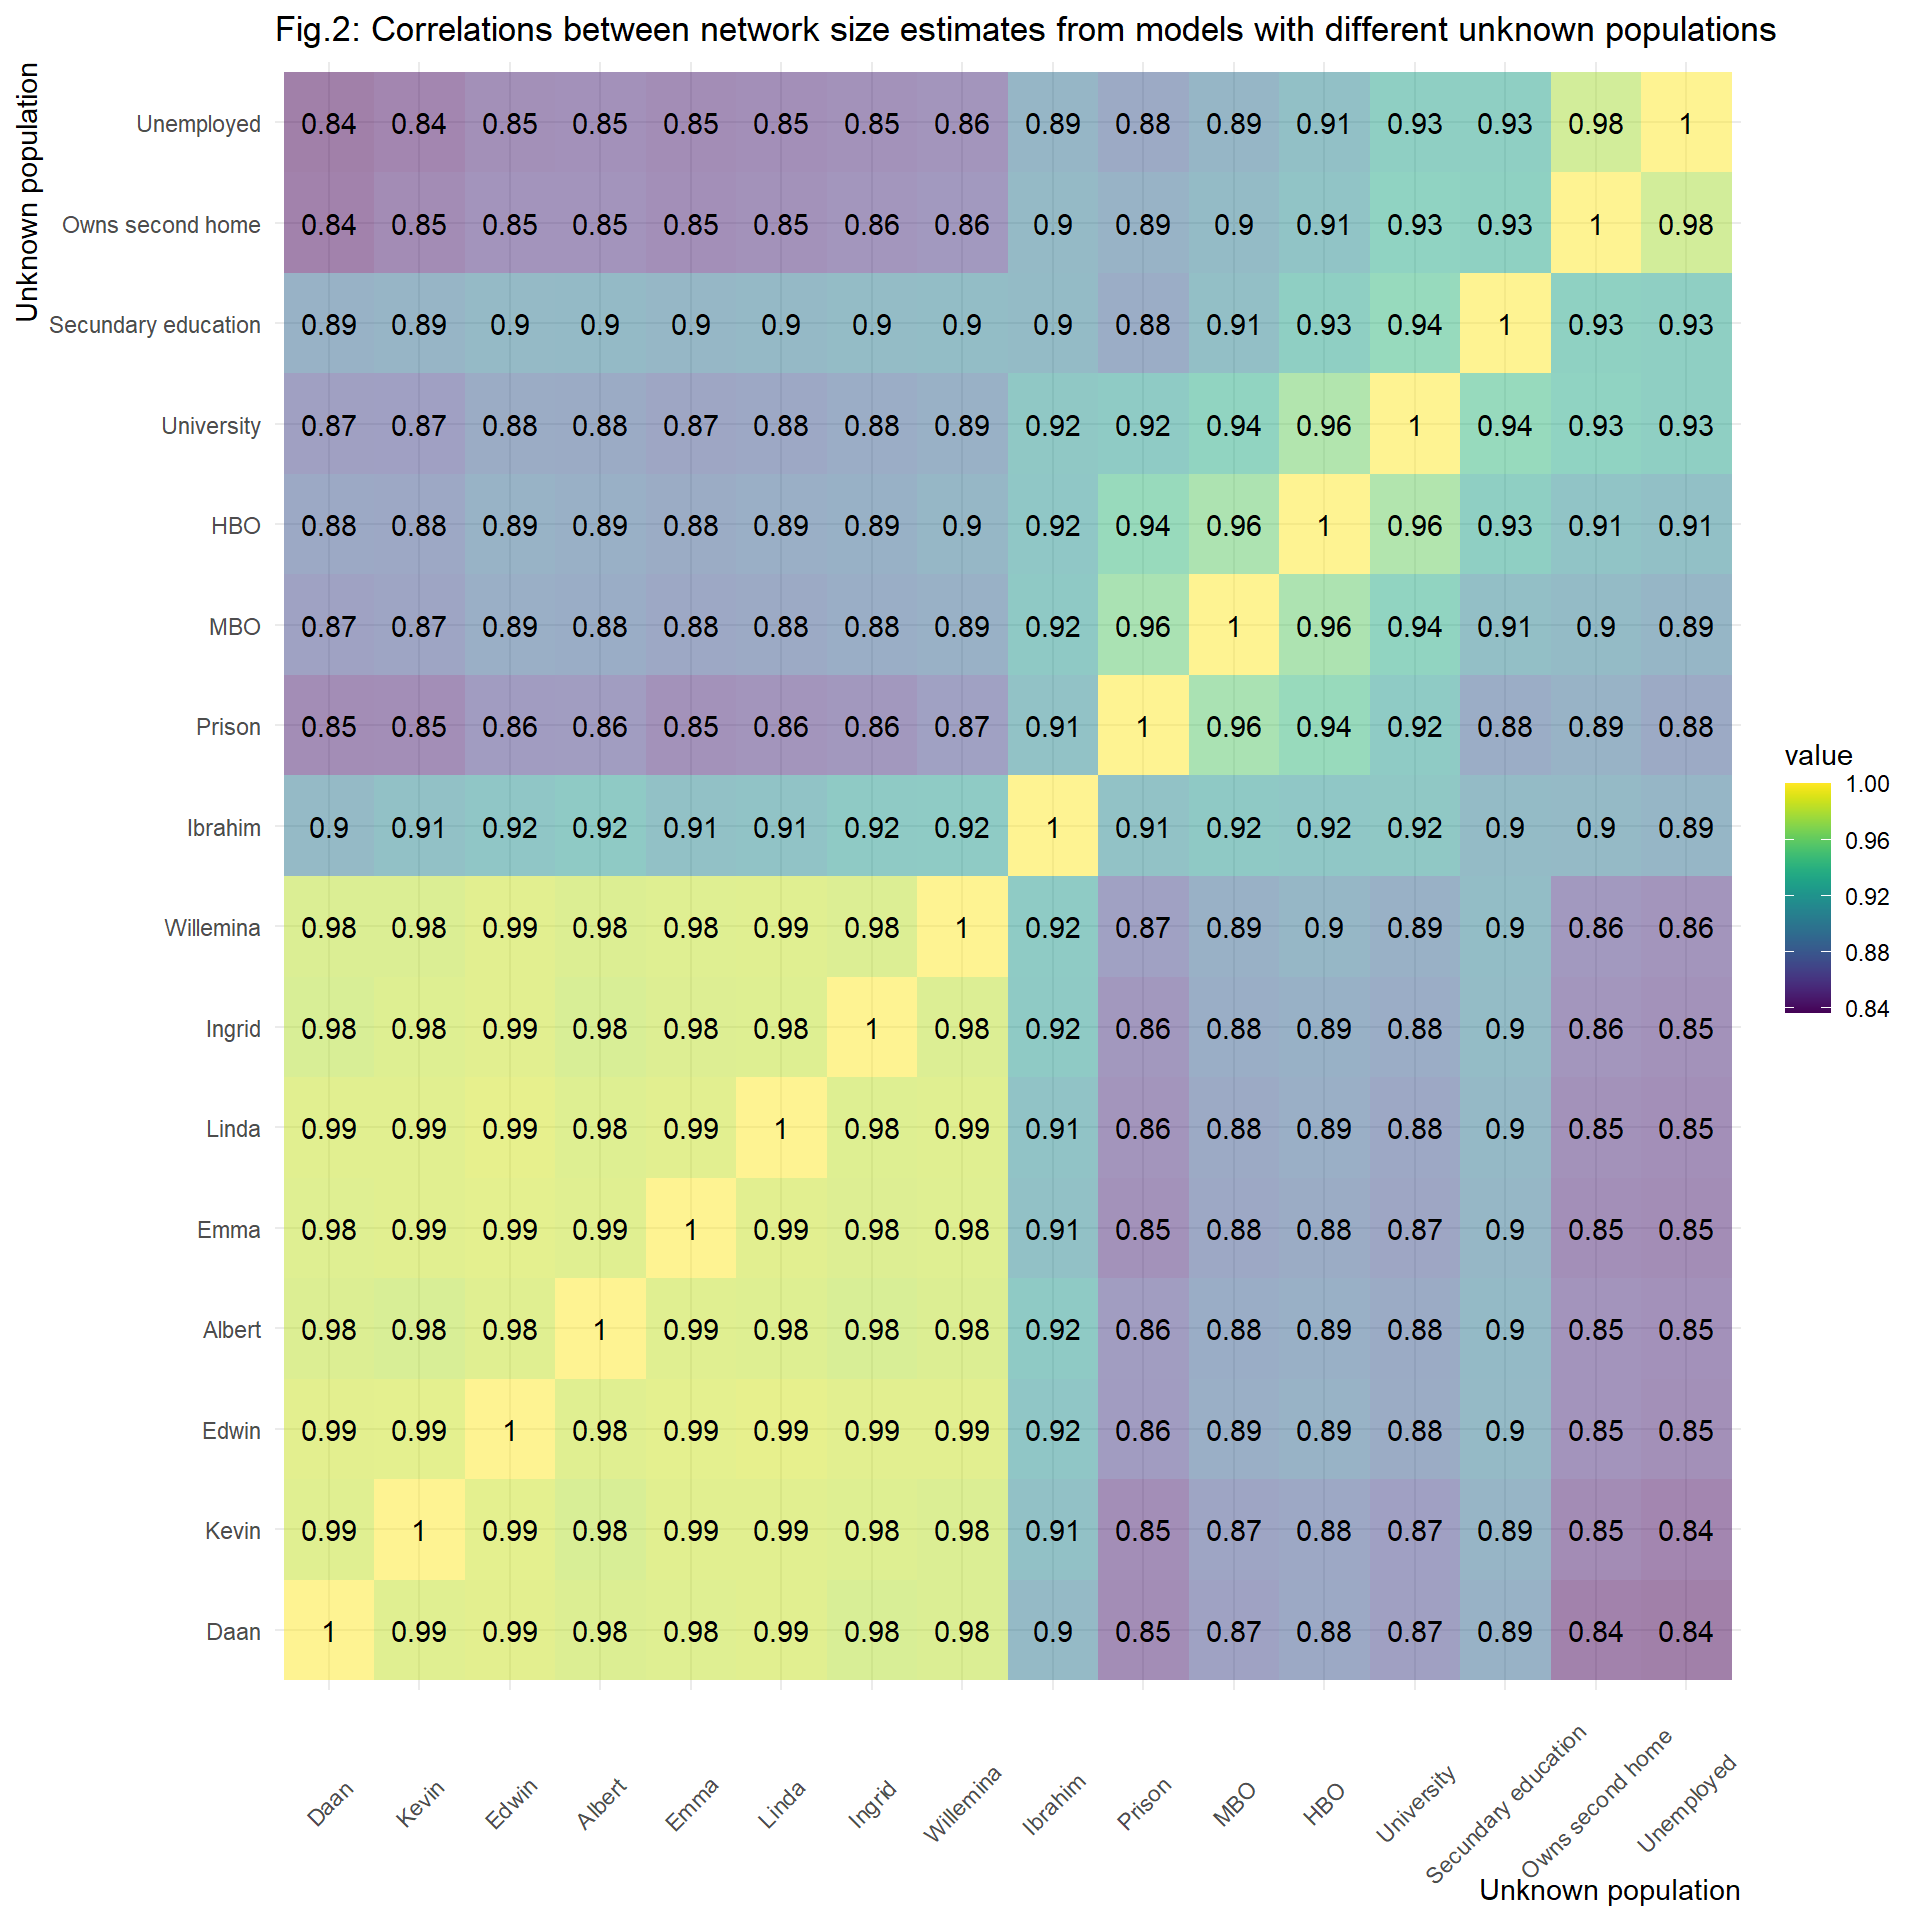 Fig.2: Correlations between network size estimates from models with different unknown populations
Unknown population
Unemployed 0.84 0.84 0.85 0.85 0.85 0.85 0.85 0.86 0.89 0.88 0.89 0.91 0.93 0.93 0.98 1
Owns second home 0.84 0.85 0.85 0.85 0.85 0.85 0.86 0.86 0.9 0.89 0.9 0.91 0.93 0.93 1 0.98
Secundary education 0.89 0.89 0.9 0.9 0.9 0.9 0.9 0.9 0.9 0.88 0.91 0.93 0.94 1 0.93 0.93
University 0.87 0.87 0.88 0.88 0.87 0.88 0.88 0.89 0.92 0.92 0.94 0.96 1 0.94 0.93 0.93
HBO 0.88 0.88 0.89 0.89 0.88 0.89 0.89 0.9 0.92 0.94 0.96 1 0.96 0.93 0.91 0.91
MBO 0.87 0.87 0.89 0.88 0.88 0.88 0.88 0.89 0.92 0.96 1 0.96 0.94 0.91 0.9 0.89
Prison 0.85 0.85 0.86 0.86 0.85 0.86 0.86 0.87 0.91 1 0.96 0.94 0.92 0.88 0.89 0.88
Ibrahim 0.9 0.91 0.92 0.92 0.91 0.91 0.92 0.92 1 0.91 0.92 0.92 0.92 0.9 0.9 0.89
Willemina 0.98 0.98 0.99 0.98 0.98 0.99 0.98 1 0.92 0.87 0.89 0.9 0.89 0.9 0.86 0.86
Ingrid 0.98 0.98 0.99 0.98 0.98 0.98 1 0.98 0.92 0.86 0.88 0.89 0.88 0.9 0.86 0.85
Linda 0.99 0.99 0.99 0.98 0.99 1 0.98 0.99 0.91 0.86 0.88 0.89 0.88 0.9 0.85 0.85
Emma 0.98 0.99 0.99 0.99 1 0.99 0.98 0.98 0.91 0.85 0.88 0.88 0.87 0.9 0.85 0.85
Albert 0.98 0.98 0.98 1 0.99 0.98 0.98 0.98 0.92 0.86 0.88 0.89 0.88 0.9 0.85 0.85
Edwin 0.99 0.99 1 0.98 0.99 0.99 0.99 0.99 0.92 0.86 0.89 0.89 0.88 0.9 0.85 0.85
Kevin 0.99 1 0.99 0.98 0.99 0.99 0.98 0.98 0.91 0.85 0.87 0.88 0.87 0.89 0.85 0.84
Daan 1 0.99 0.99 0.98 0.98 0.99 0.98 0.98 0.9 0.85 0.87 0.88 0.87 0.89 0.84 0.84
Daan Kevin Edwin Albert Emma Linda Ingrid Willemina Ibrahim Prison MBO HBO University Secundary education Owns second home Unemployed
Unknown population
value
1.00
0.96
0.92
0.88
0.84